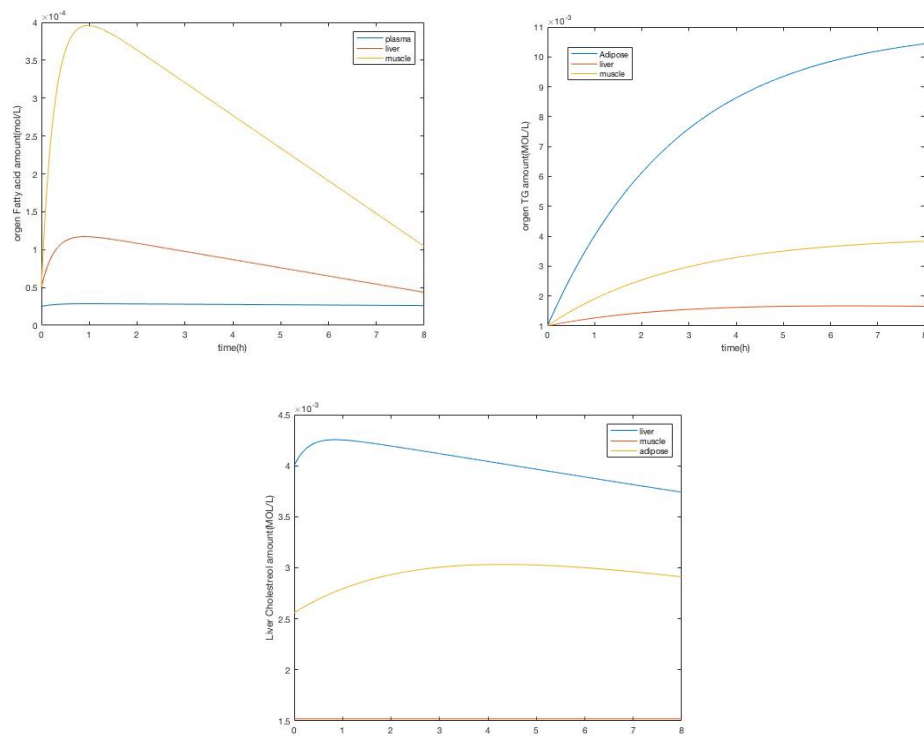 ×10⁻⁴
4
3.5
3
2.5
2
1.5
1
0.5
0
orgen Fatty acid amount(mol/L)
plasma
liver
muscle
0 1 2 3 4 5 6 7 8
time(h)
×10⁻³
11
10
9
8
7
6
5
4
3
2
1
orgen TG amount(MOL/L)
Adipose
liver
muscle
0 1 2 3 4 5 6 7 8
time(h)
×10⁻³
4.5
4
3.5
3
2.5
2
1.5
Liver Cholestreol amount(MOL/L)
liver
muscle
adipose
0 1 2 3 4 5 6 7 8